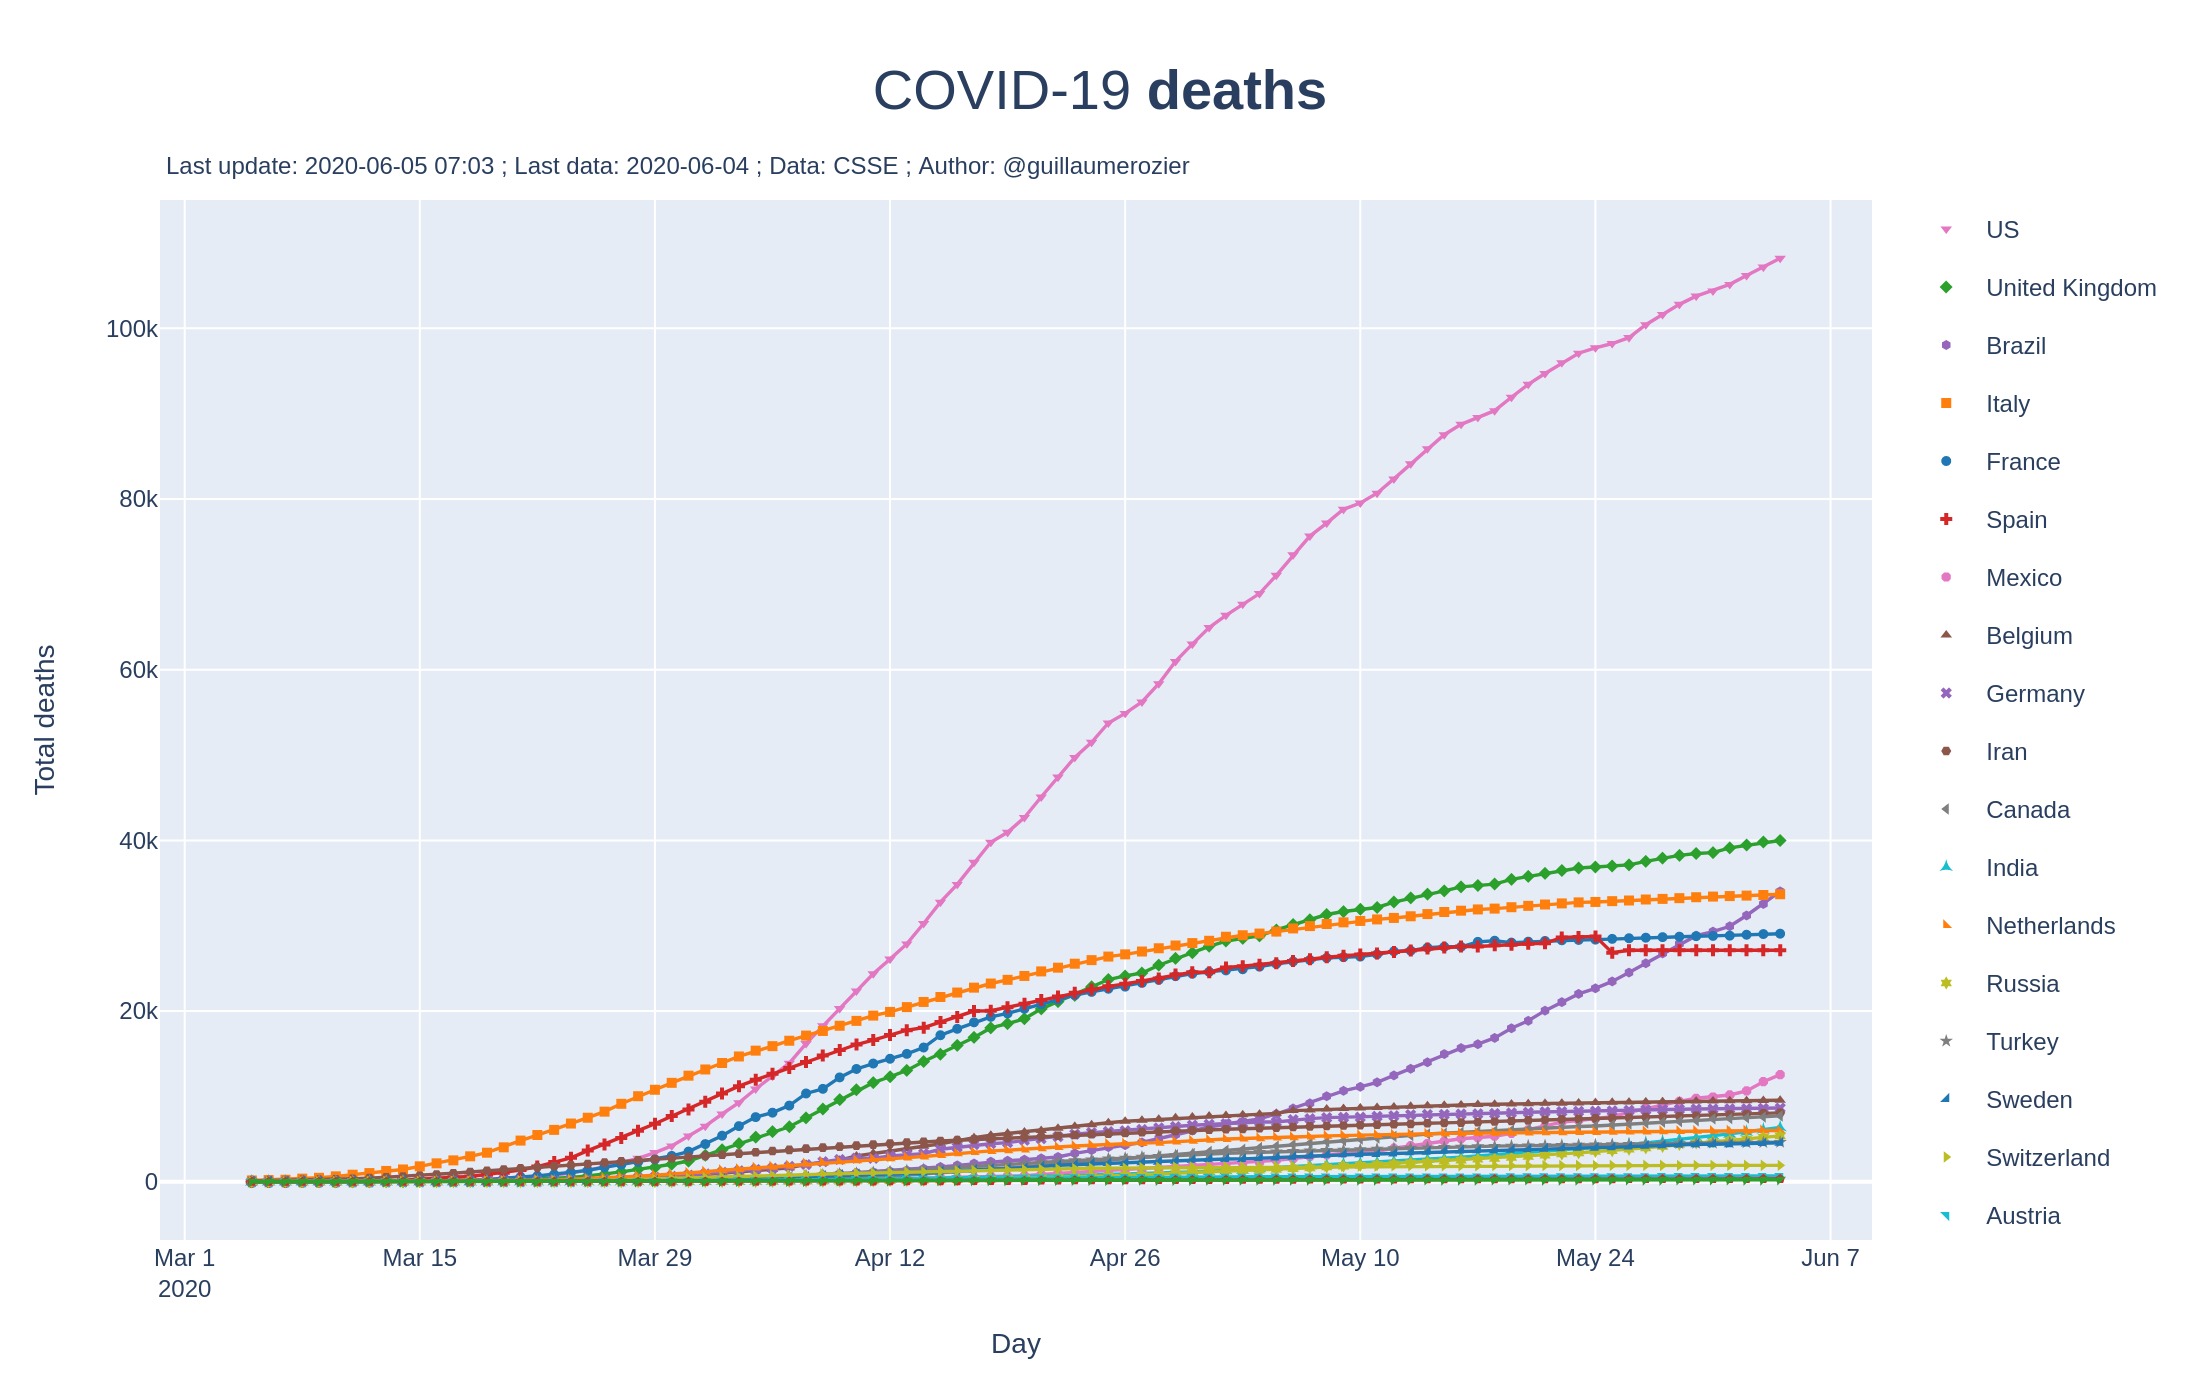 COVID-19 deaths
Last update: 2020-06-05 07:03 ; Last data: 2020-06-04 ; Data: CSSE ; Author: @guillaumerozier
US
United Kingdom
Brazil
Italy
France
Spain
Mexico
Belgium
Germany
Iran
Canada
India
Netherlands
Russia
Turkey
Sweden
Switzerland
Austria
Total deaths
100k
80k
60k
40k
20k
0
Mar 1 Mar 15 Mar 29 Apr 12 Apr 26 May 10 May 24 Jun 7
2020
Day